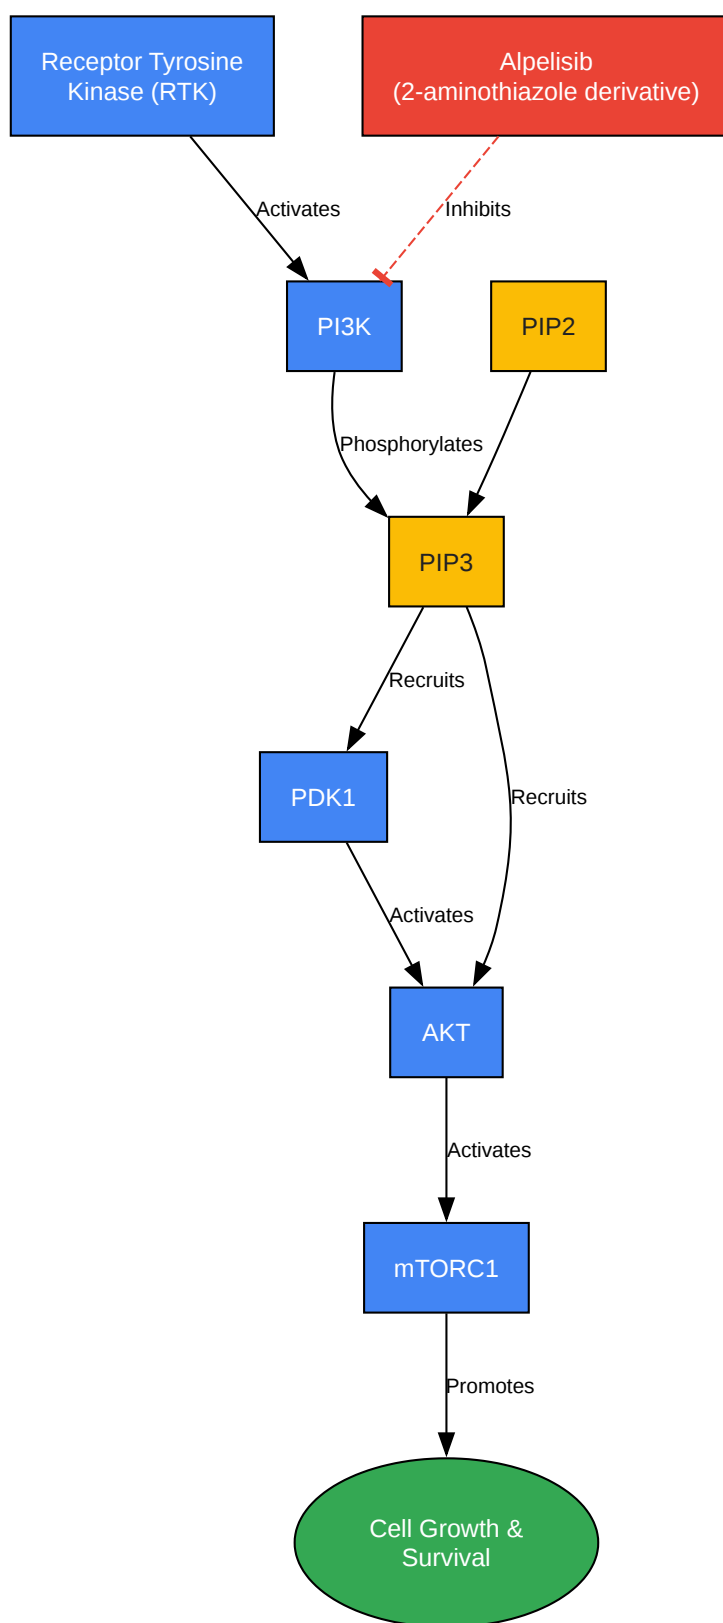 Receptor Tyrosine
Kinase (RTK)
Alpelisib
(2-aminothiazole derivative)
Activates
Inhibits
PI3K
PIP2
Phosphorylates
PIP3
Recruits
PDK1
Recruits
Activates
AKT
Activates
mTORC1
Promotes
Cell Growth &
Survival